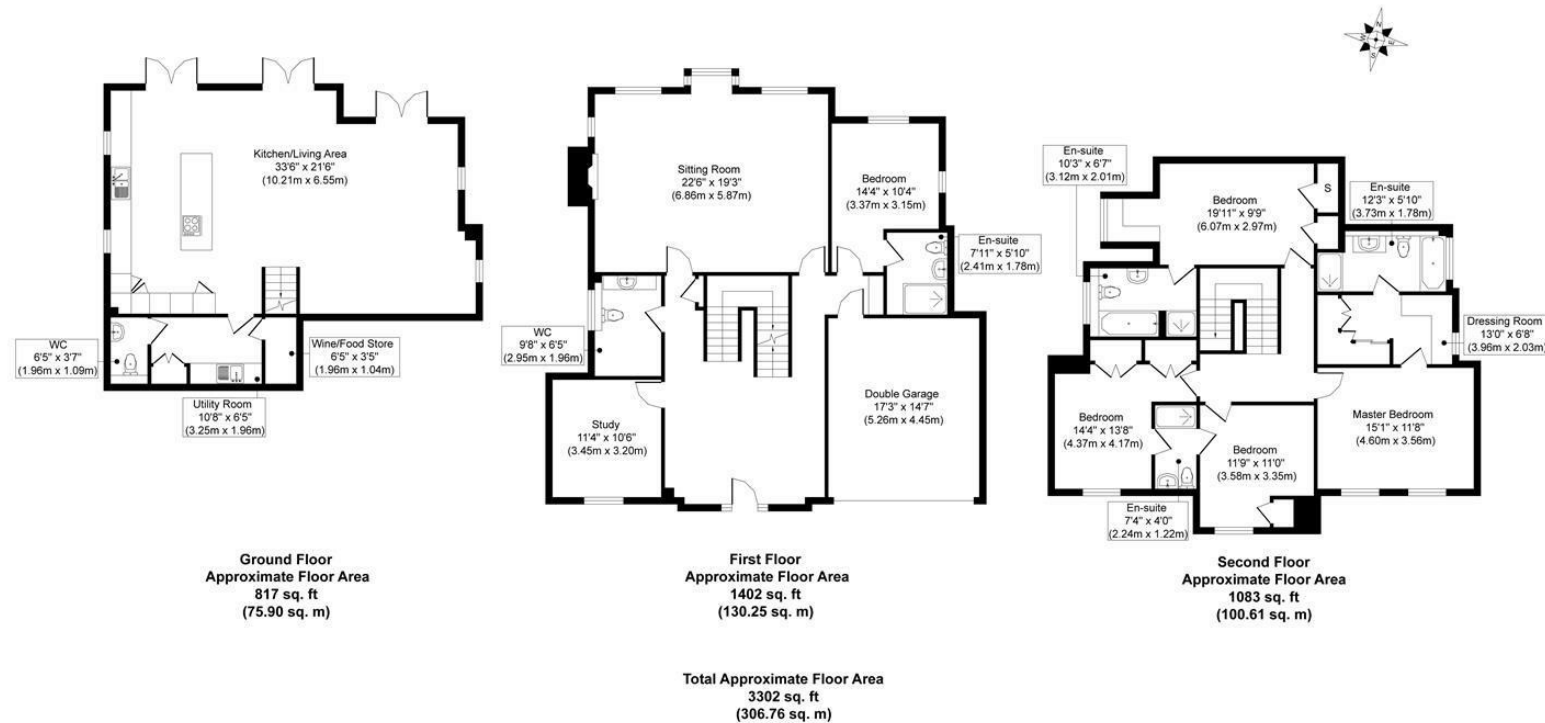 N
E
S
W
Kitchen/Living Area
33'6" x 21'6"
(10.21m x 6.55m)
WC
6'5" x 3'7"
(1.96m x 1.09m)
Wine/Food Store
6'5" x 3'5"
(1.96m x 1.04m)
Utility Room
10'8" x 6'5"
(3.25m x 1.96m)
Ground Floor
Approximate Floor Area
817 sq. ft
(75.90 sq. m)
Sitting Room
22'6" x 19'3"
(6.86m x 5.87m)
Bedroom
14'4" x 10'4"
(3.37m x 3.15m)
En-suite
7'11" x 5'10"
(2.41m x 1.78m)
WC
9'8" x 6'5"
(2.95m x 1.96m)
Study
11'4" x 10'6"
(3.45m x 3.20m)
Double Garage
17'3" x 14'7"
(5.26m x 4.45m)
First Floor
Approximate Floor Area
1402 sq. ft
(130.25 sq. m)
En-suite
10'3" x 6'7"
(3.12m x 2.01m)
Bedroom
19'11" x 9'9"
(6.07m x 2.97m)
S
En-suite
12'3" x 5'10"
(3.73m x 1.78m)
Dressing Room
13'0" x 6'8"
(3.96m x 2.03m)
Bedroom
14'4" x 13'8"
(4.37m x 4.17m)
Bedroom
11'9" x 11'0"
(3.58m x 3.35m)
Master Bedroom
15'1" x 11'8"
(4.60m x 3.56m)
En-suite
7'4" x 4'0"
(2.24m x 1.22m)
Second Floor
Approximate Floor Area
1083 sq. ft
(100.61 sq. m)
Total Approximate Floor Area
3302 sq. ft
(306.76 sq. m)